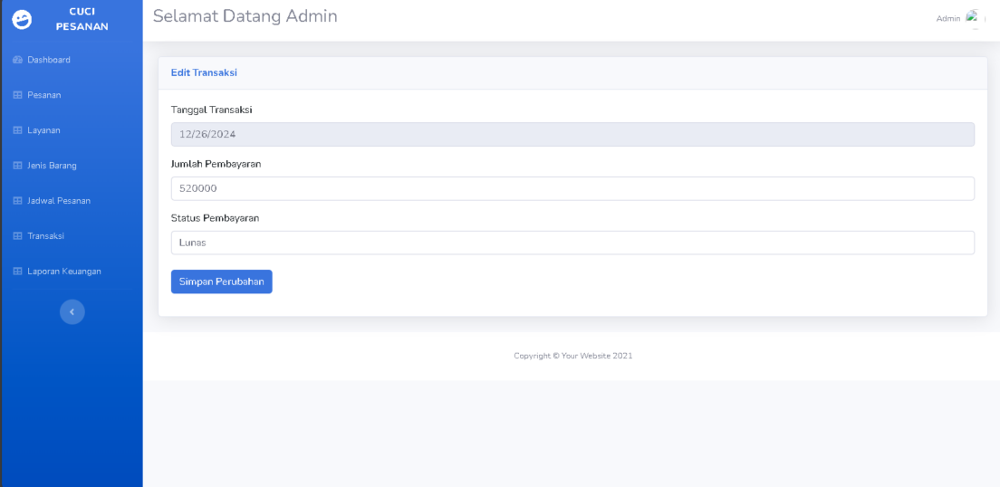 CUCI
PESANAN
Selamat Datang Admin
Admin
Dashboard
Pesanan
Layanan
Jenis Barang
Jadwal Pesanan
Transaksi
Laporan Keuangan
Edit Transaksi
Tanggal Transaksi
12/26/2024
Jumlah Pembayaran
520000
Status Pembayaran
Lunas
Simpan Perubahan
Copyright © Your Website 2021